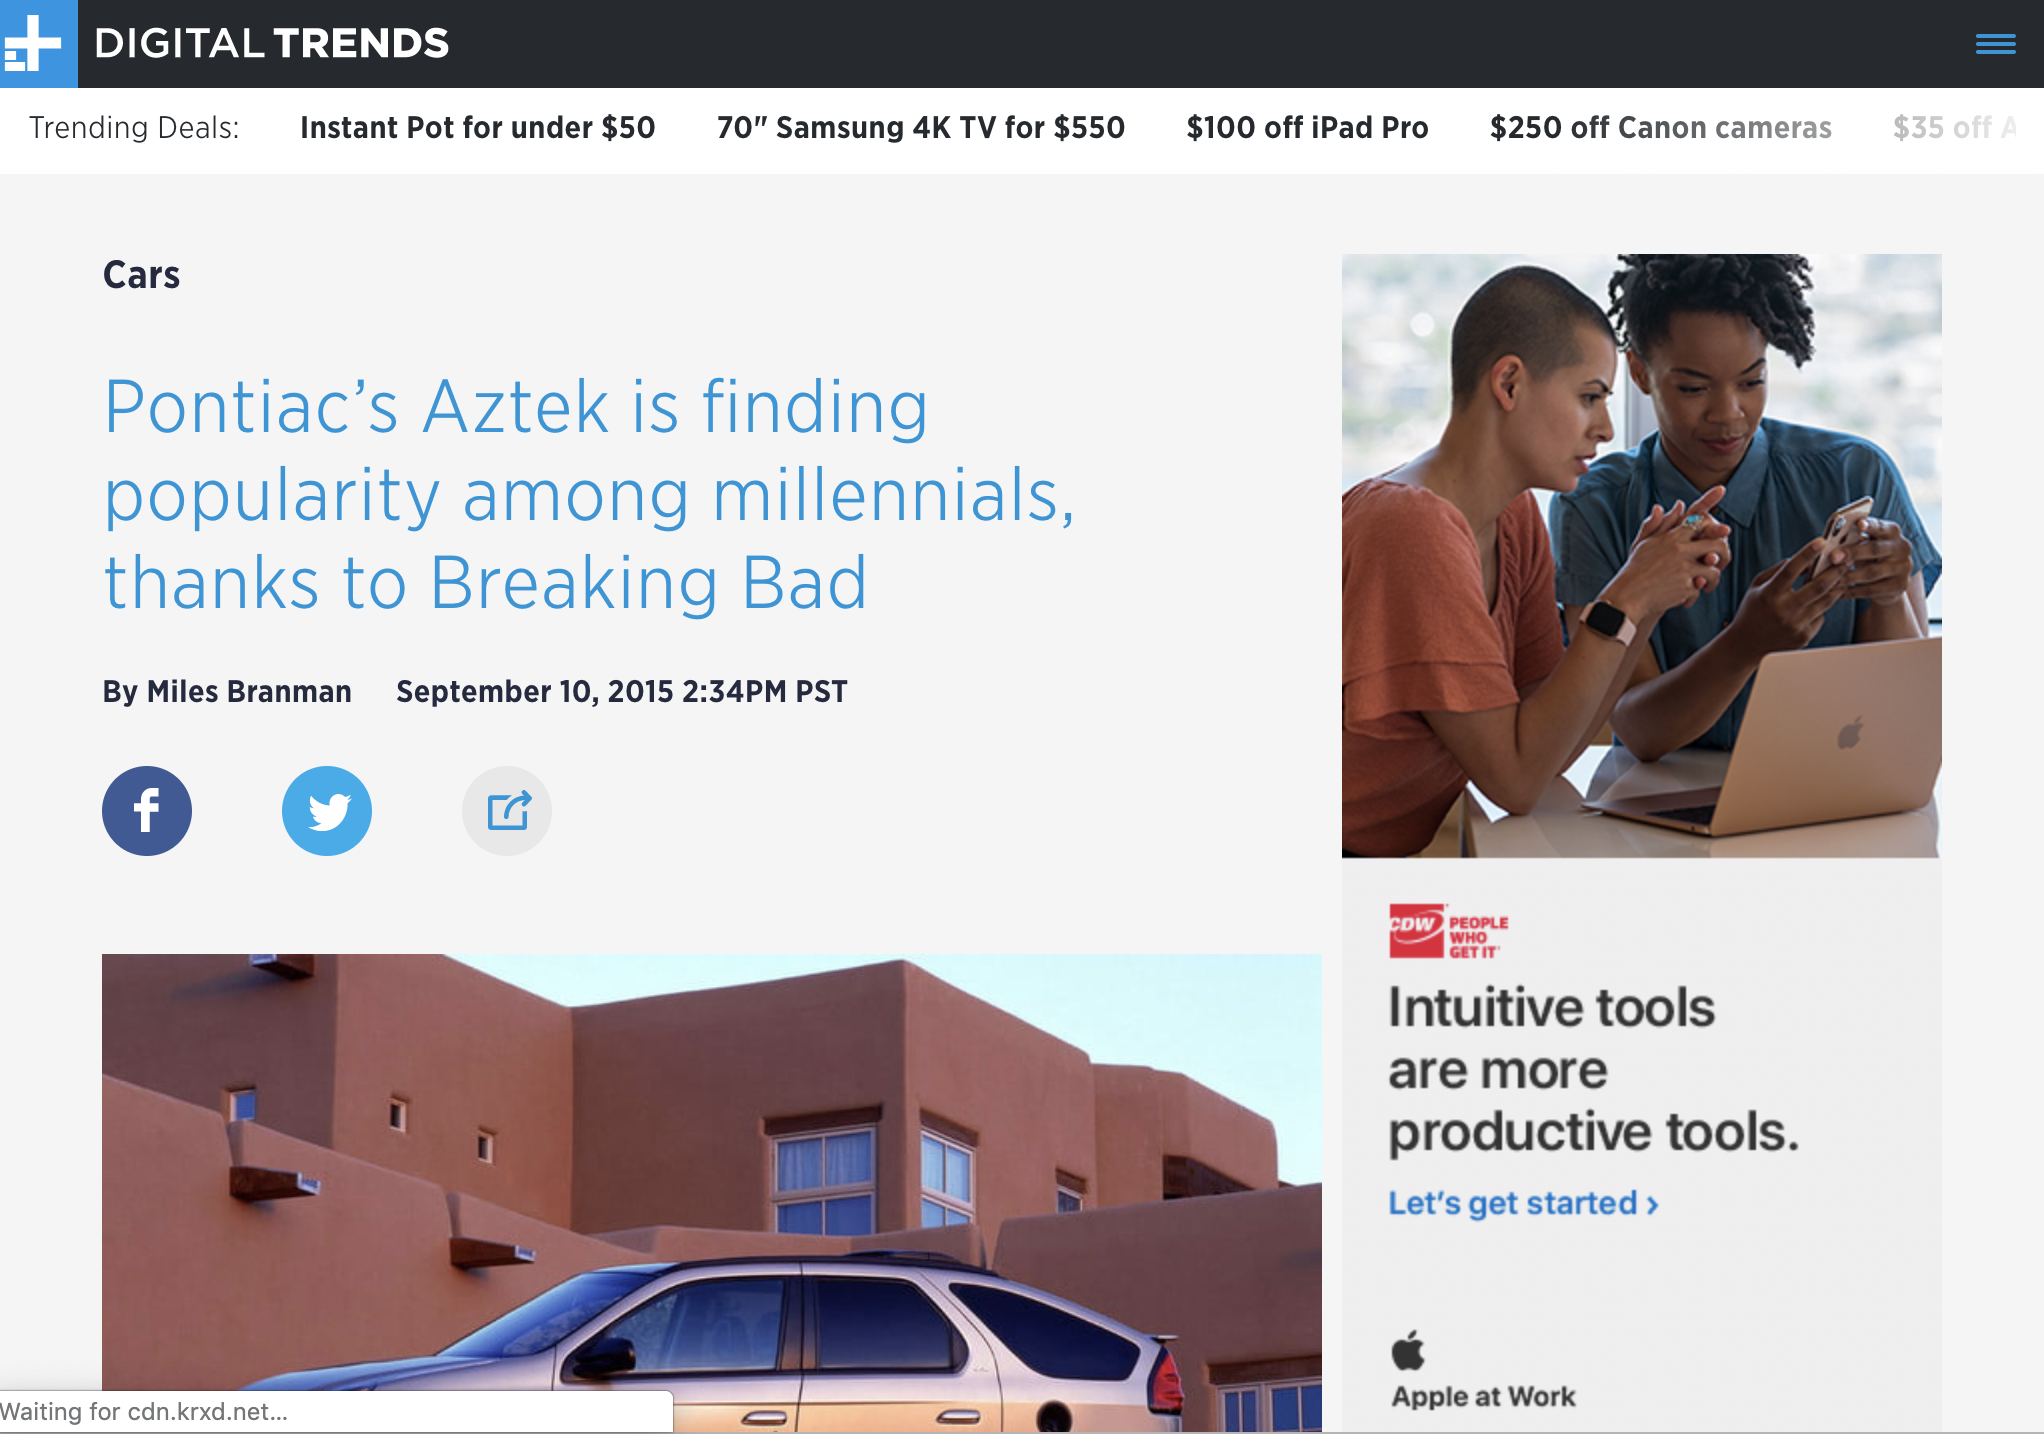 DIGITAL TRENDS
Trending Deals: Instant Pot for under $50 70" Samsung 4K TV for $550 $100 off iPad Pro $250 off Canon cameras $35 off A
Cars
Pontiac’s Aztek is finding
popularity among millennials,
thanks to Breaking Bad
By Miles Branman September 10, 2015 2:34PM PST
CDW PEOPLE
WHO
GET IT
Intuitive tools
are more
productive tools.
Let’s get started ›
Apple at Work
Waiting for cdn.krxd.net...